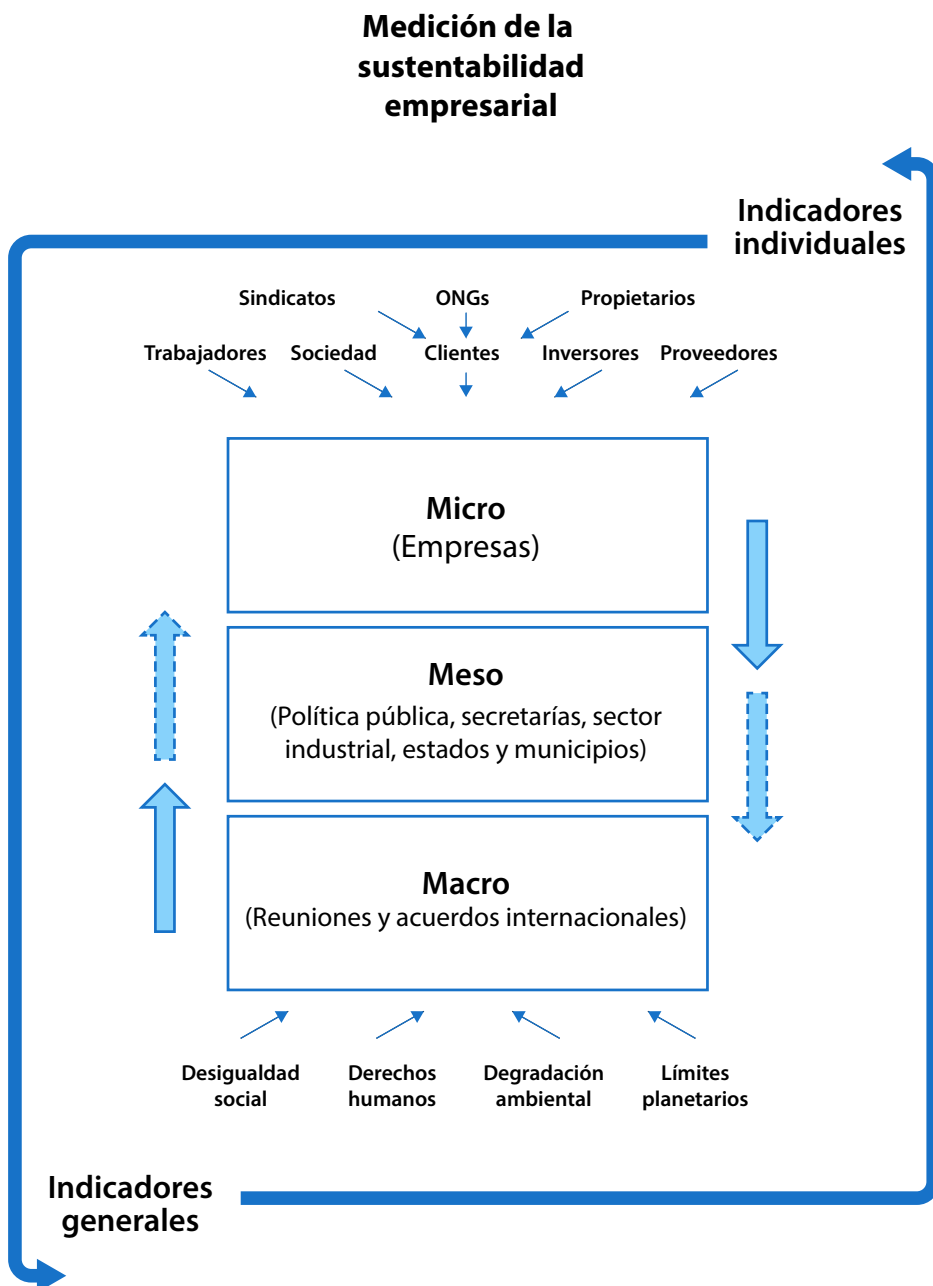 Medición de la
sustentabilidad
empresarial
Indicadores
individuales
Sindicatos
ONGs
Propietarios
Trabajadores
Sociedad
Clientes
Inversores
Proveedores
Micro
(Empresas)
Meso
(Política pública, secretarías, sector
industrial, estados y municipios)
Macro
(Reuniones y acuerdos internacionales)
Desigualdad
social
Derechos
humanos
Degradación
ambiental
Límites
planetarios
Indicadores
generales